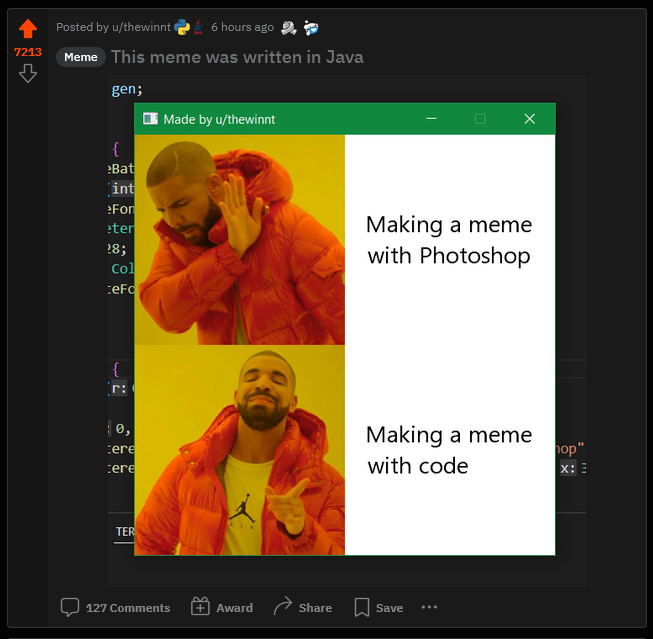 Posted by u/thewinnt 6 hours ago
7213
Meme This meme was written in Java
gen;
Made by u/thewinnt
{
eBat
(int
eFon
eter
28;
Col
teFo
Making a meme
with Photoshop
{
(r:
0,
tere
hop"
tere
x: 3
Making a meme
with code
TER
127 Comments Award Share Save